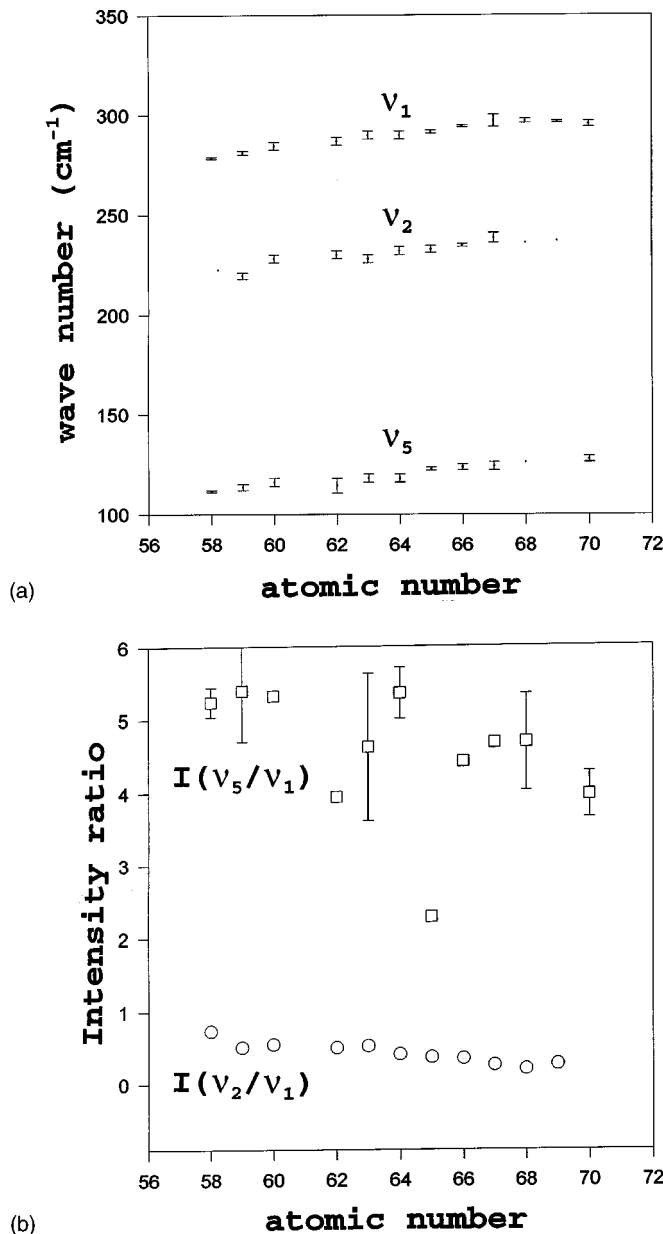 350
300
250
200
150
100
wave number (cm⁻¹)
ν₁
ν₂
ν₅
56 58 60 62 64 66 68 70 72
(a)
atomic number
6
5
4
3
2
1
0
Intensity ratio
I(ν₅/ν₁)
I(ν₂/ν₁)
56 58 60 62 64 66 68 70 72
(b)
atomic number